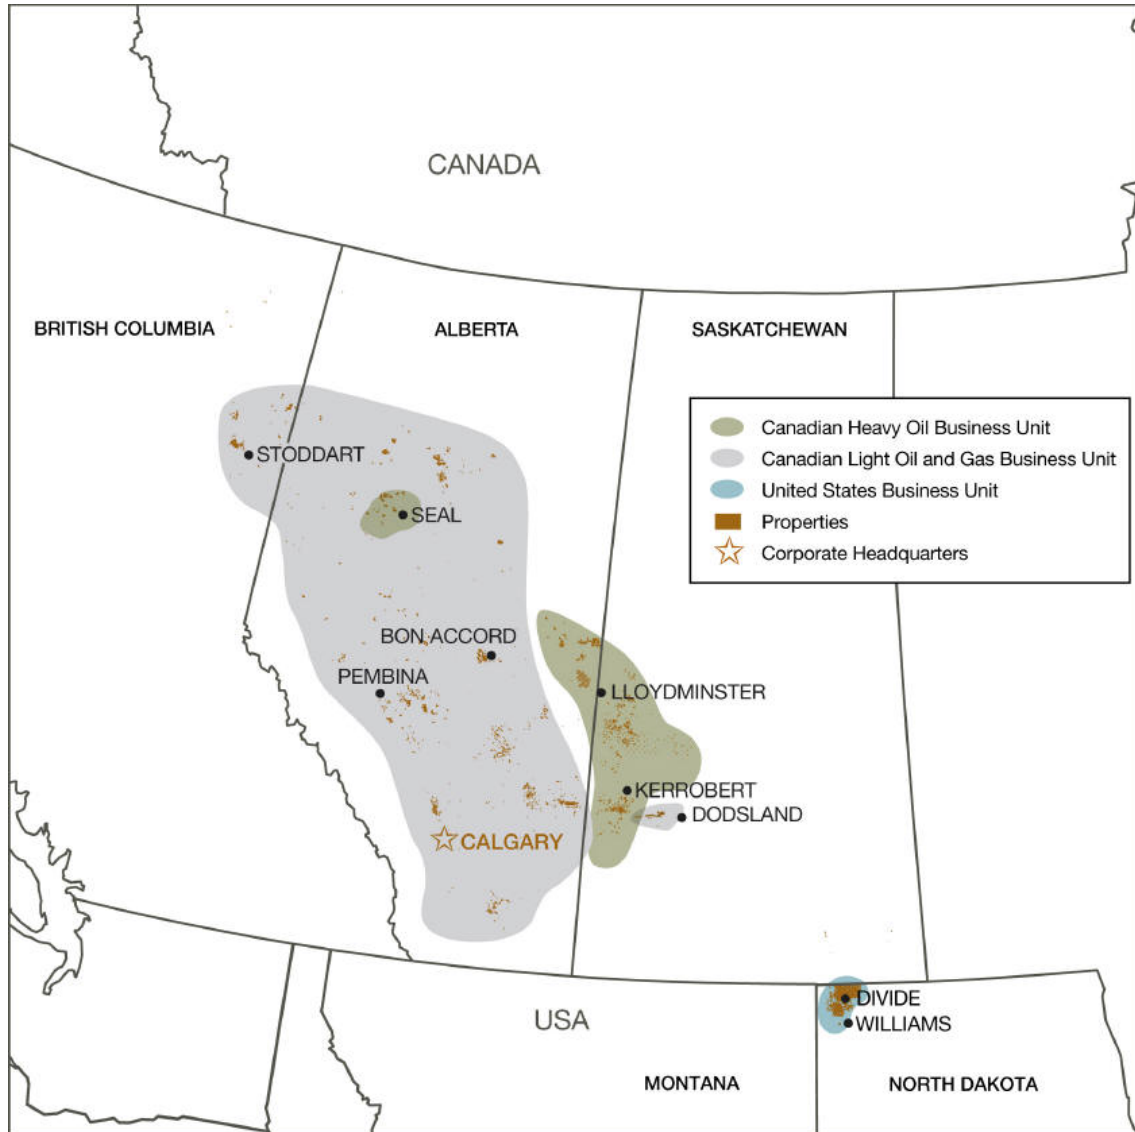 CANADA
BRITISH COLUMBIA
ALBERTA
SASKATCHEWAN
Canadian Heavy Oil Business Unit
Canadian Light Oil and Gas Business Unit
United States Business Unit
Properties
Corporate Headquarters
STODDART
SEAL
BON ACCORD
PEMBINA
LLOYDMINSTER
KERROBERT
DODSLAND
CALGARY
USA
DIVIDE
WILLIAMS
MONTANA
NORTH DAKOTA